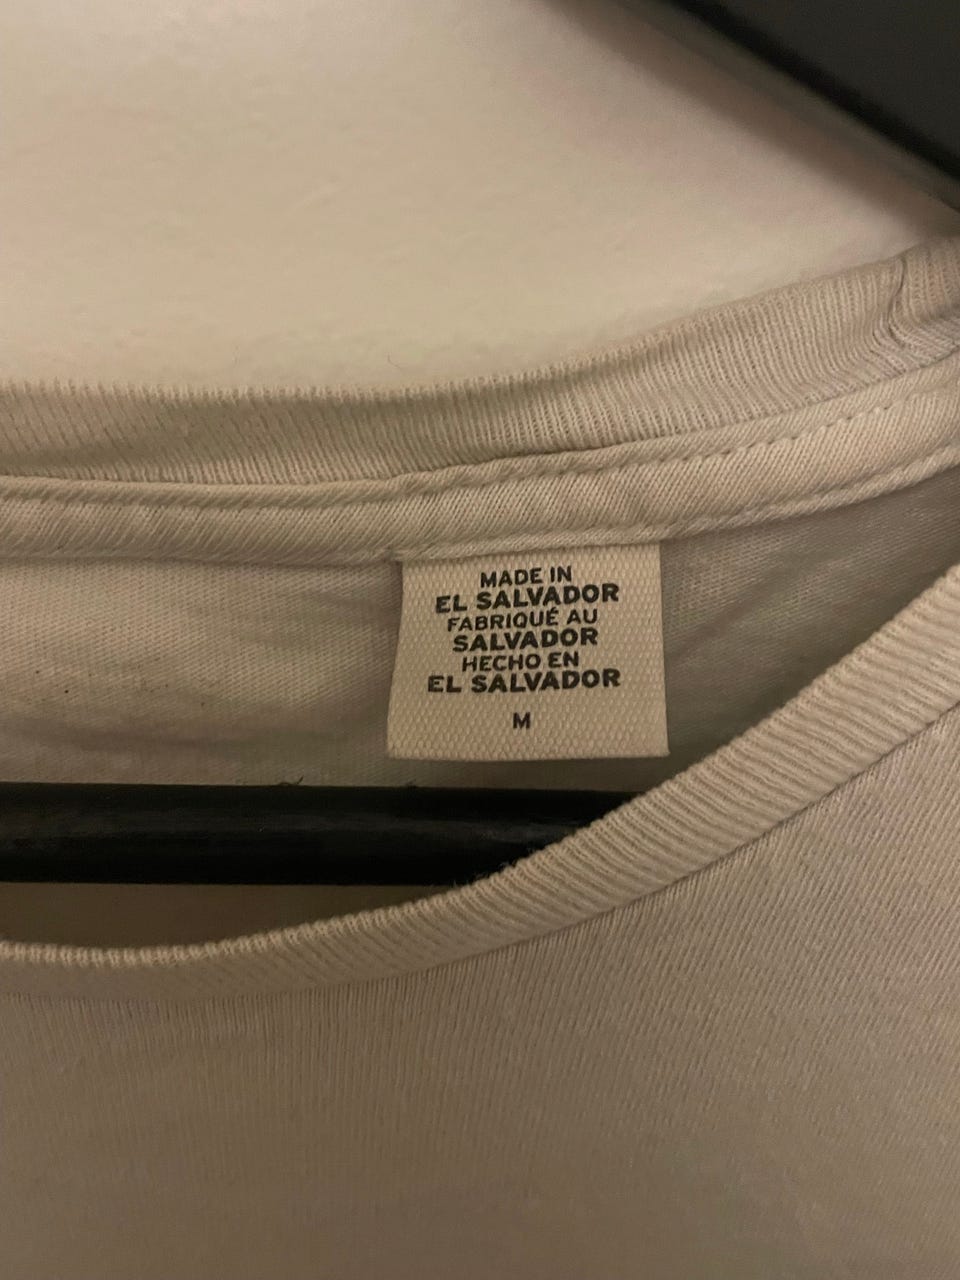 MADE IN
EL SALVADOR
FABRIQUÉ AU
SALVADOR
HECHO EN
EL SALVADOR
M